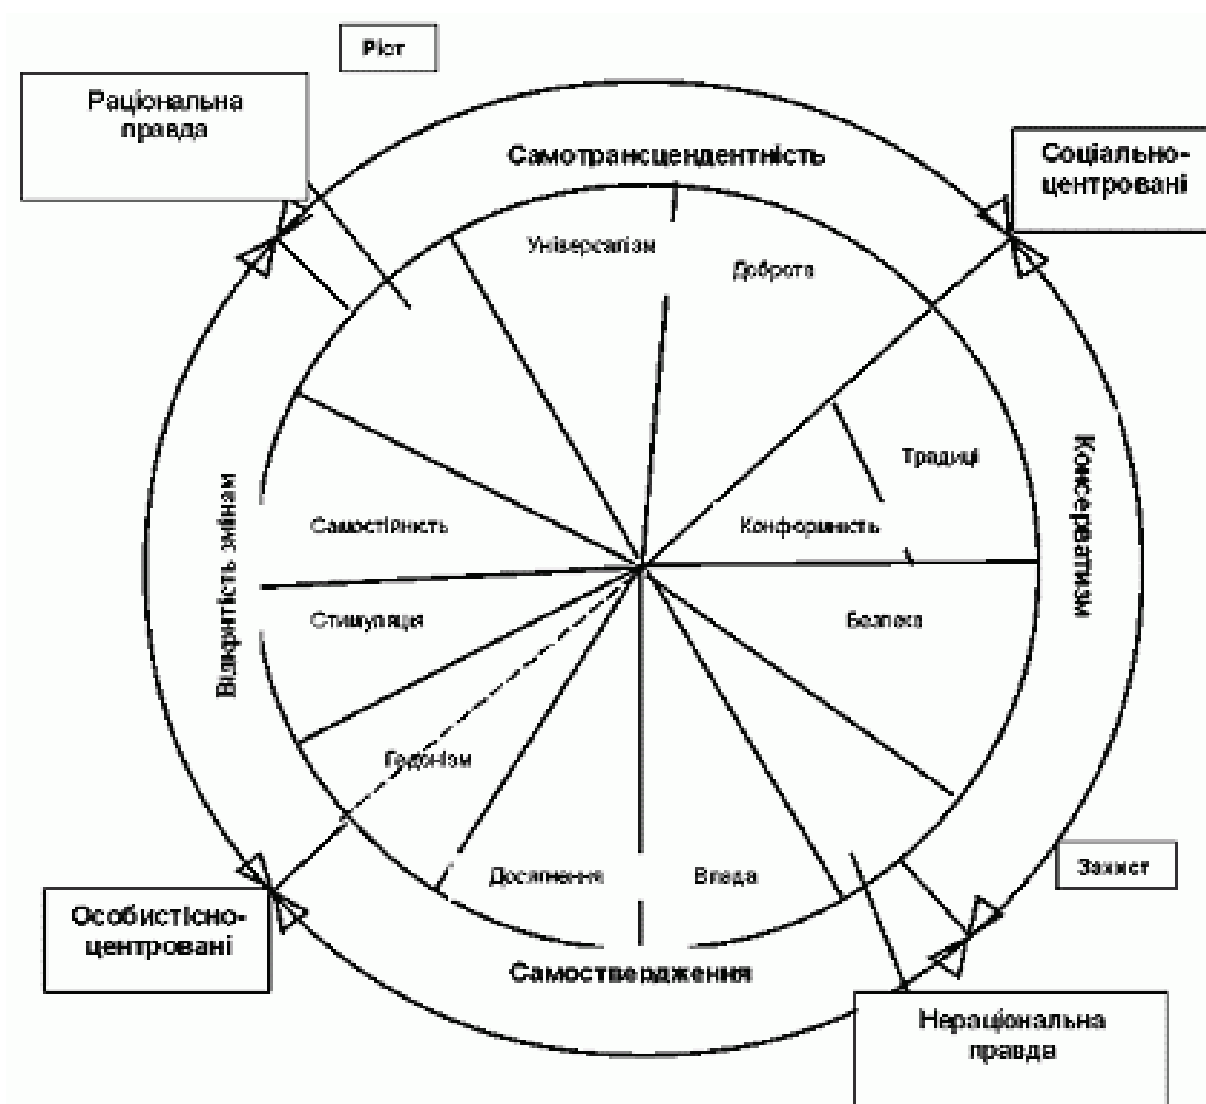 Ріст
Раціональна
правда
Самотрансцендентність
Соціально-
центровані
Універсалізм
Доброта
Традиці
Консерватизм
Відкритість змінам
Самостійність
Конформність
Стимуляція
Безпека
Гедонізм
Досягнення
Влада
Захист
Особистісно-
центровані
Самоствердження
Нераціональна
правда